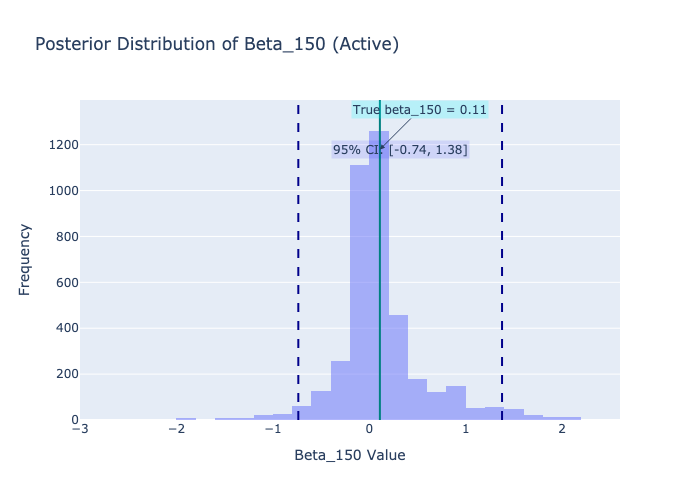 Posterior Distribution of Beta_150 (Active)
True beta_150 = 0.11
95% CI: [-0.74, 1.38]
1200
1000
800
600
400
200
0
Frequency
−3
−2
−1
0
1
2
Beta_150 Value